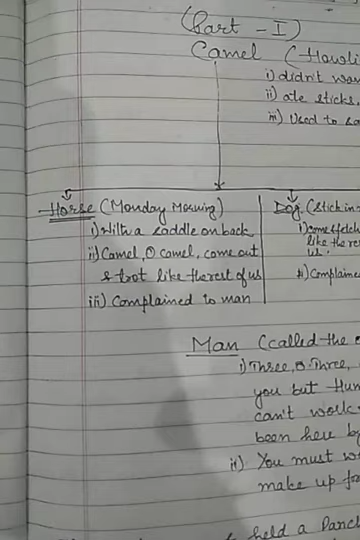 (Part - I)
Camel (Howli
i) didn't wa
ii) ate sticks,
iii) Used to sa
Horse (Monday Morning)
i) With a saddle on back
ii) Camel, O camel, come out
& trot like the rest of us
iii) Complained to man
Dog (Stick in
i) come & fetch
like the re
us.
ii) Complaine
Man (called the
i) Three, O Three,
you but Hum
can't work
been here by
ii) You must w
make up fo
held a Panch